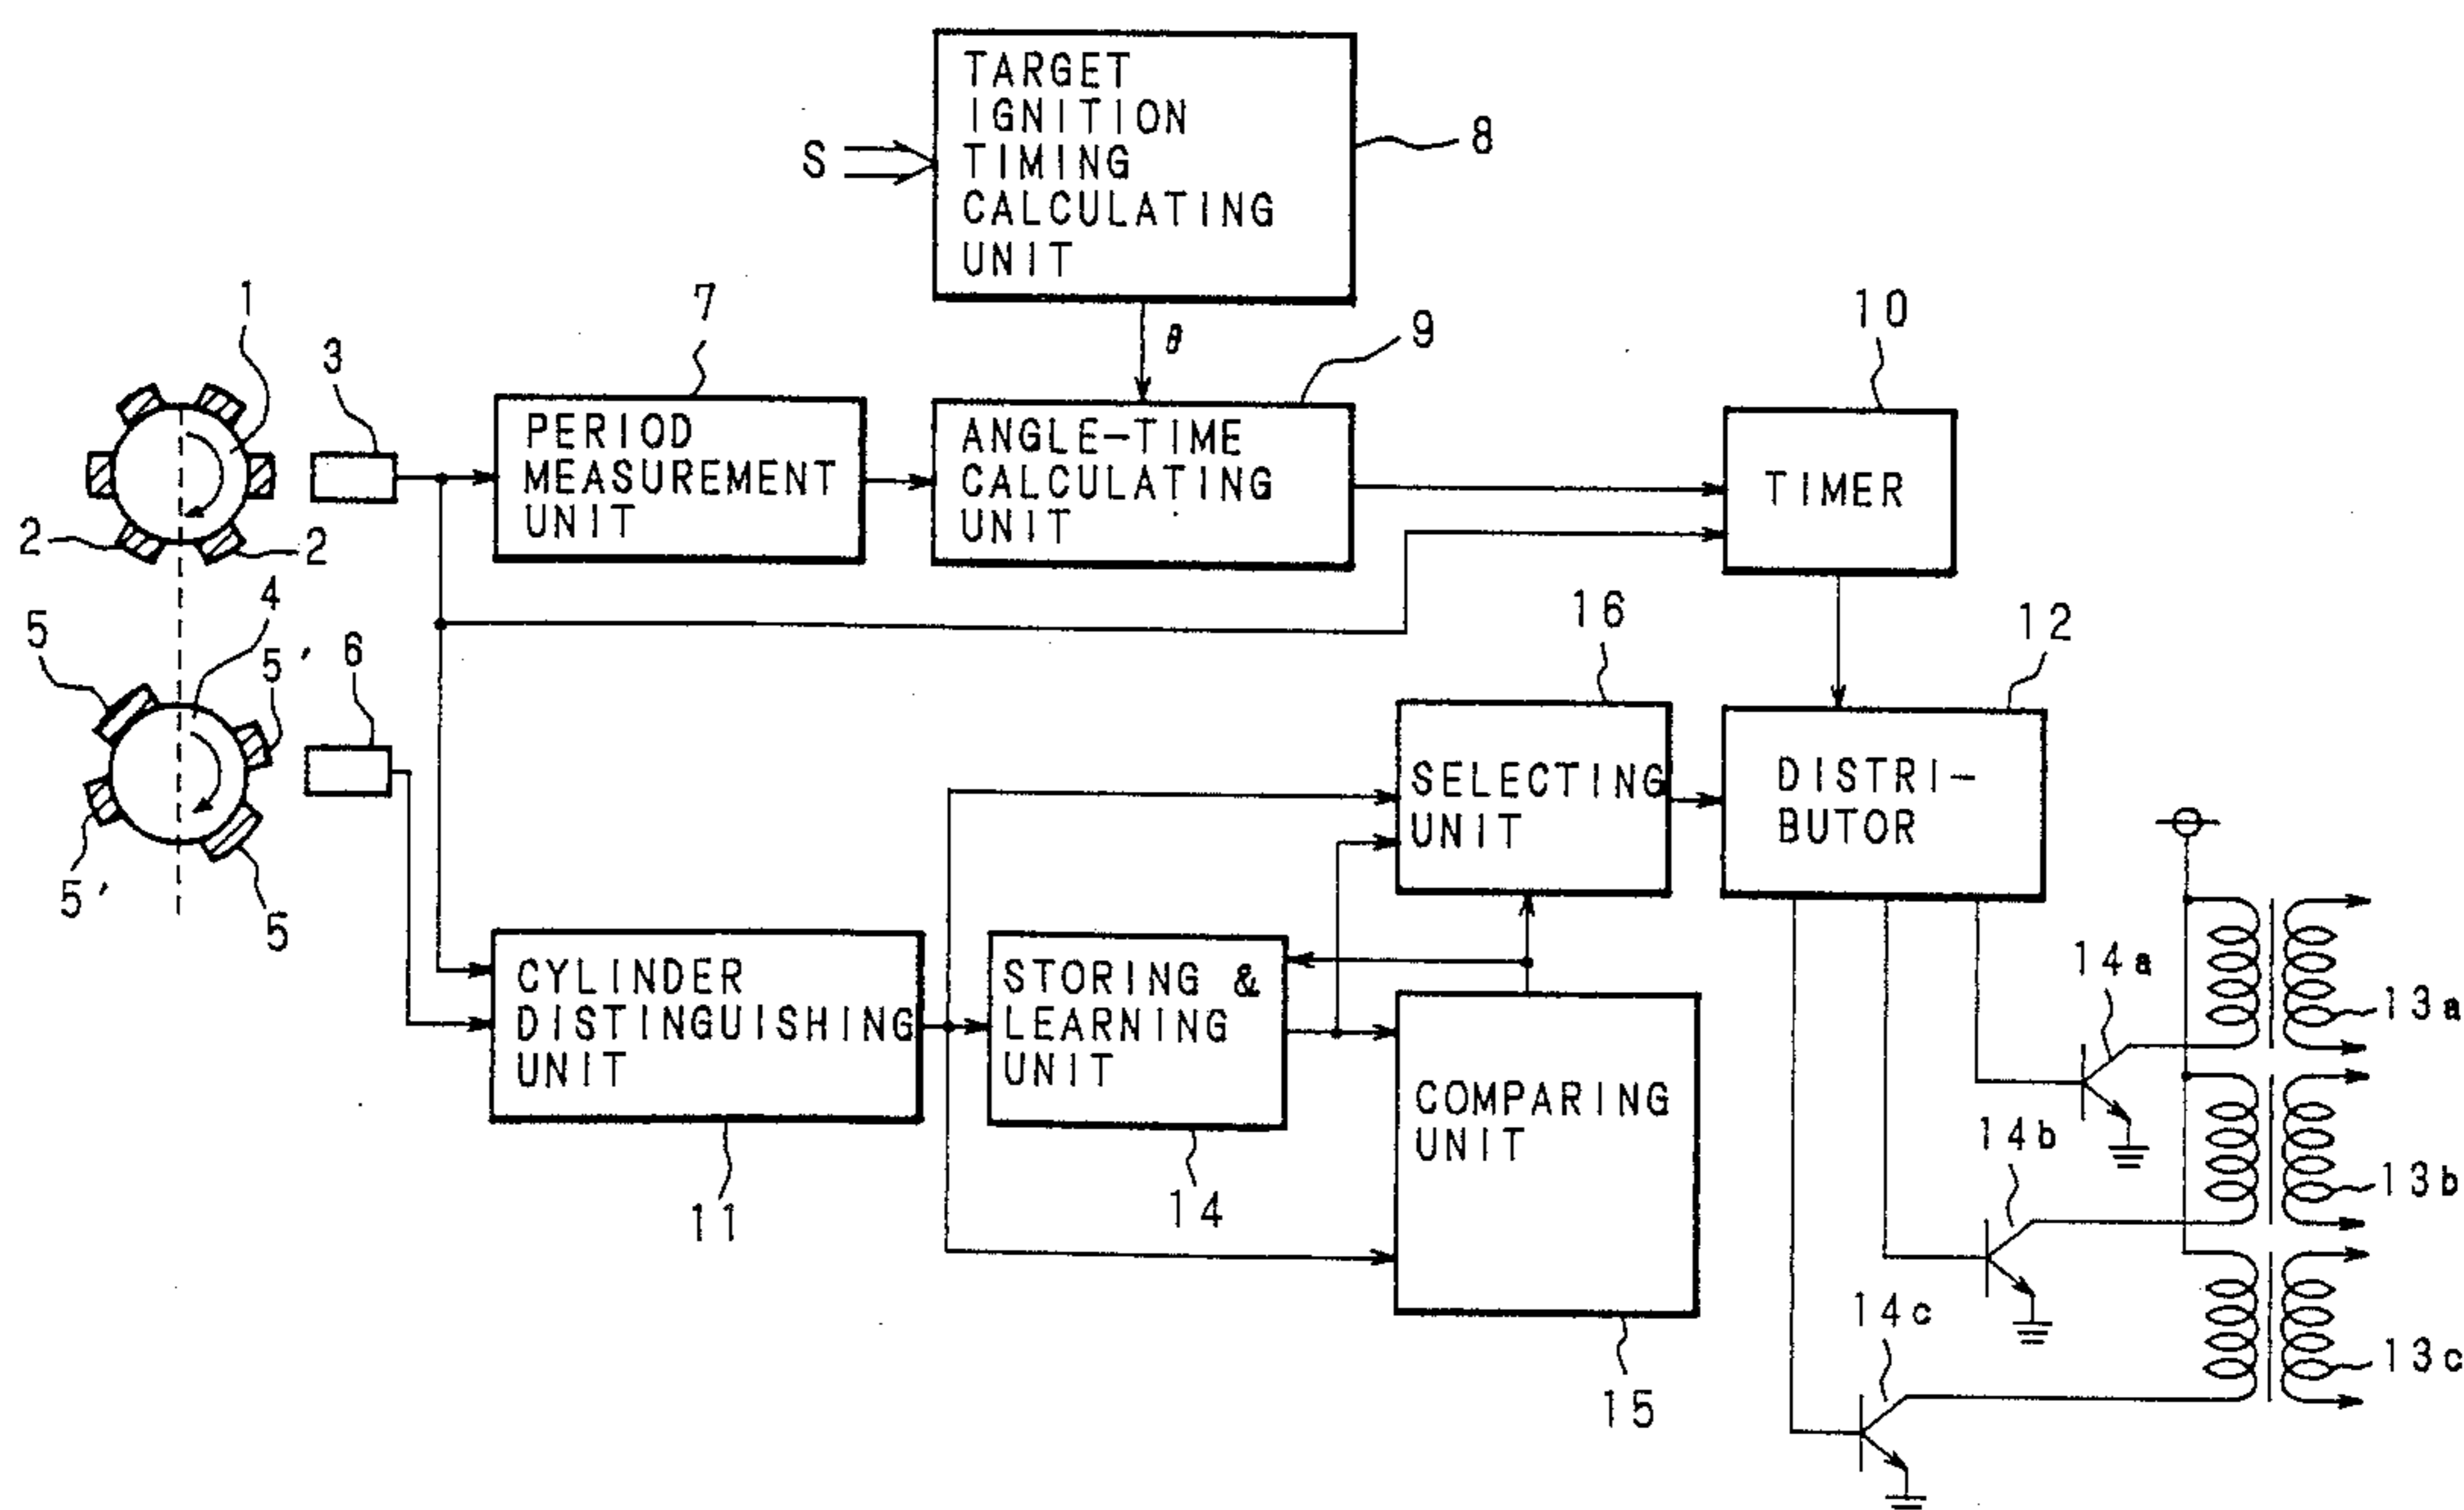 TARGET
IGNITION
TIMING
CALCULATING
UNIT
S
8
1
3
7
θ
9
10
PERIOD
MEASUREMENT
UNIT
ANGLE-TIME
CALCULATING
UNIT
TIMER
2
2
4
5
5'
6
16
12
SELECTING
UNIT
DISTRI-
BUTOR
5'
5
CYLINDER
DISTINGUISHING
UNIT
STORING &
LEARNING
UNIT
COMPARING
UNIT
14a
13a
14b
13b
11
14
14c
13c
15